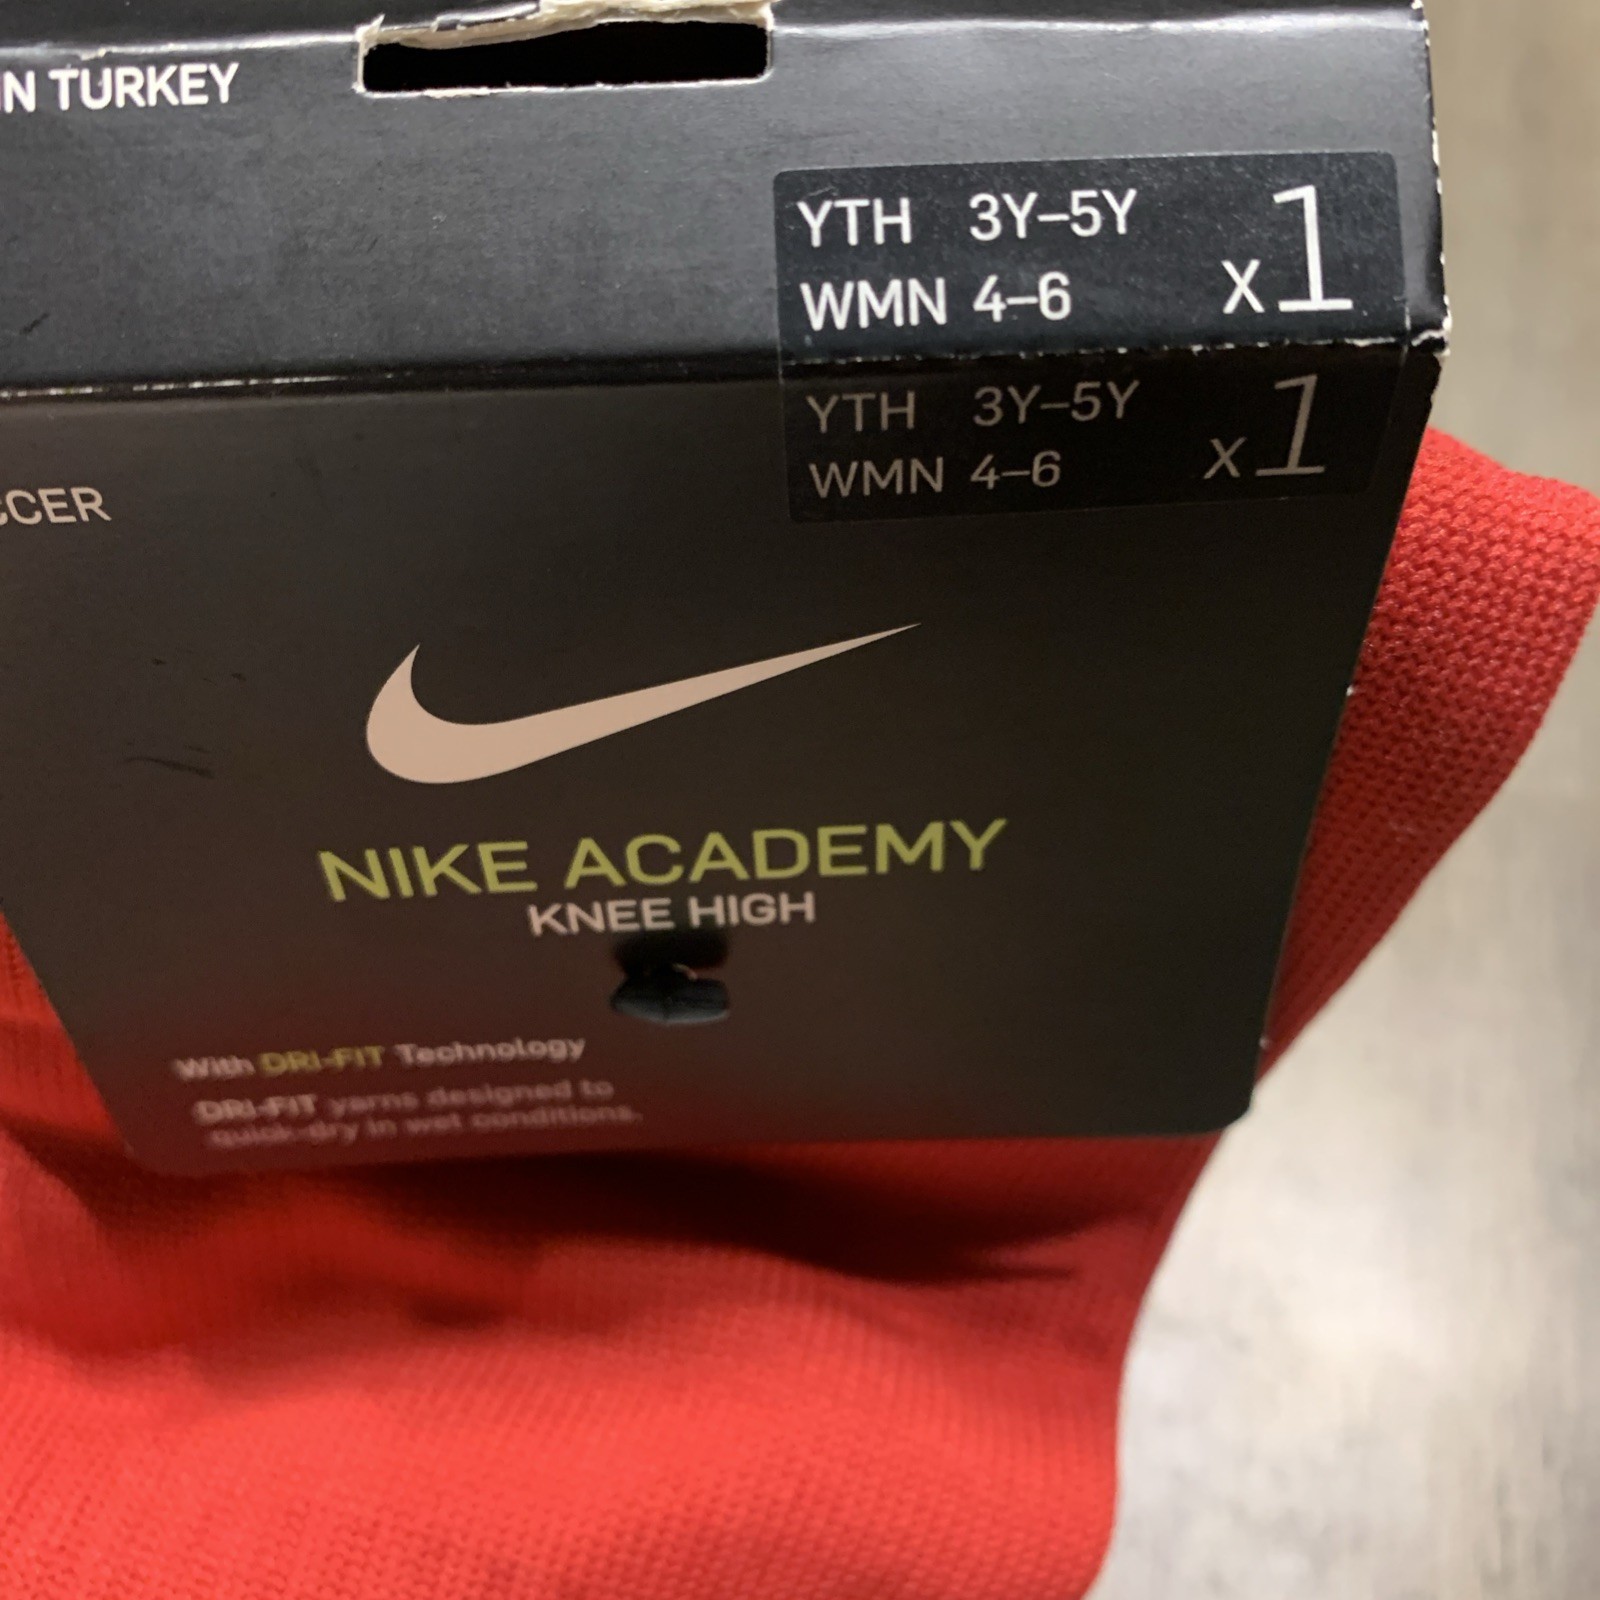 IN TURKEY
YTH 3Y–5Y
WMN 4–6 x1
YTH 3Y–5Y
WMN 4–6 x1
CCER
NIKE ACADEMY
KNEE HIGH
With DRI-FIT Technology
DRI-FIT yarns designed to
quick-dry in wet conditions.